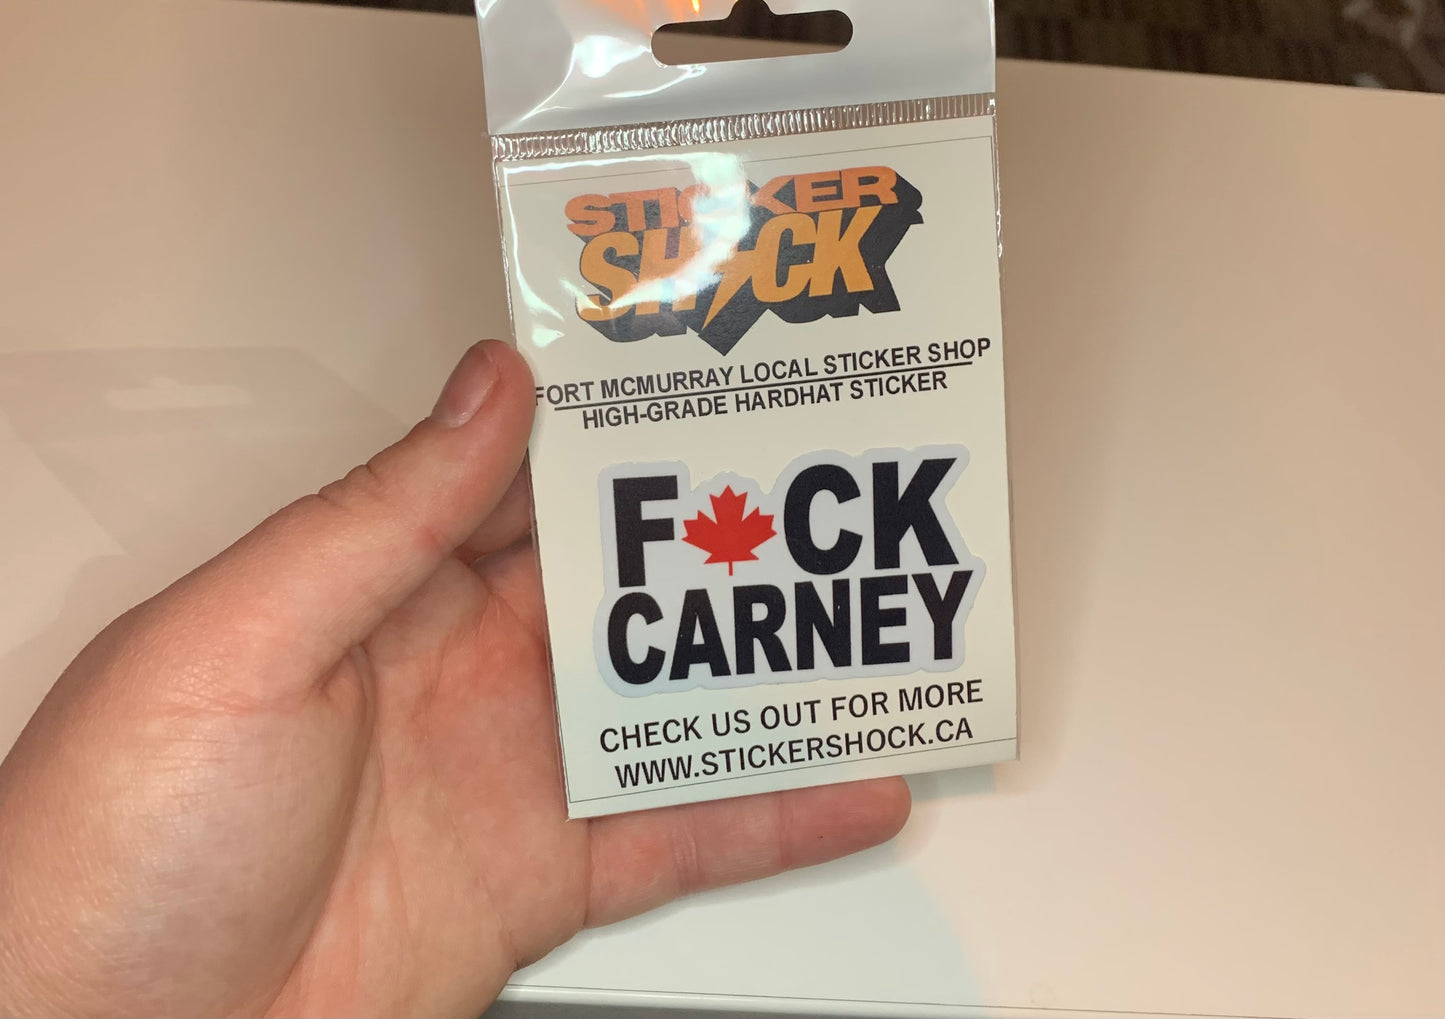 STICKER
SHOCK
FORT MCMURRAY LOCAL STICKER SHOP
HIGH-GRADE HARDHAT STICKER
F🍁CK
CARNEY
CHECK US OUT FOR MORE
WWW.STICKERSHOCK.CA